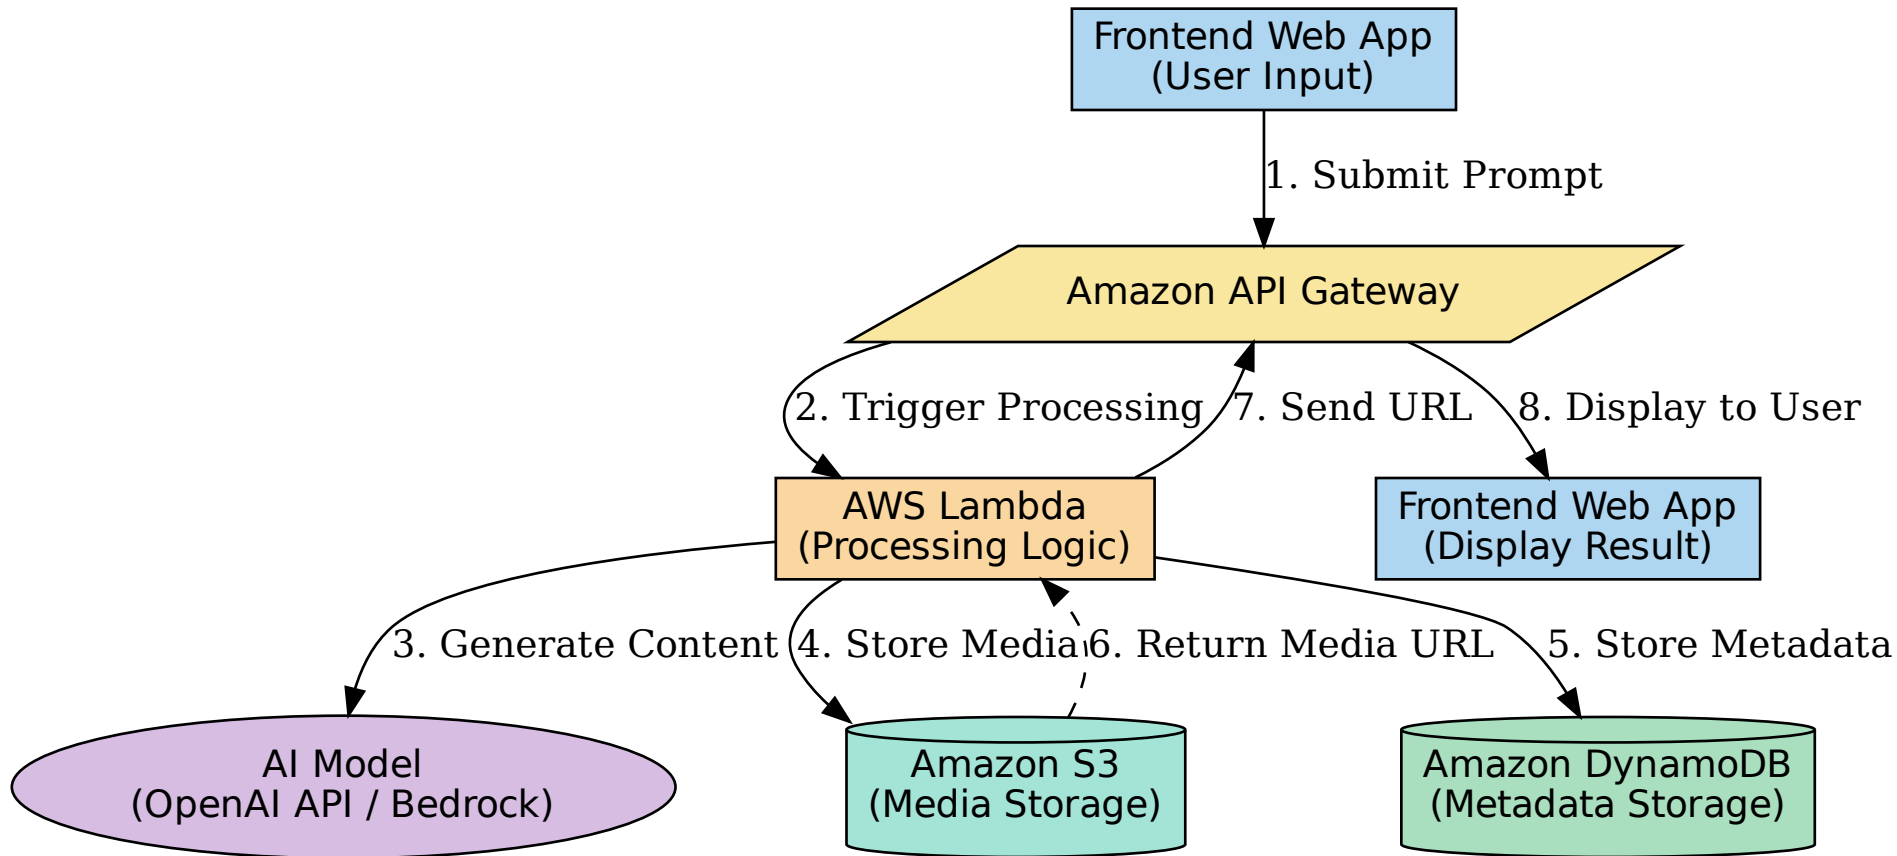 Frontend Web App
(User Input)
1. Submit Prompt
Amazon API Gateway
2. Trigger Processing
7. Send URL
8. Display to User
AWS Lambda
(Processing Logic)
Frontend Web App
(Display Result)
3. Generate Content
4. Store Media
6. Return Media URL
5. Store Metadata
AI Model
(OpenAI API / Bedrock)
Amazon S3
(Media Storage)
Amazon DynamoDB
(Metadata Storage)